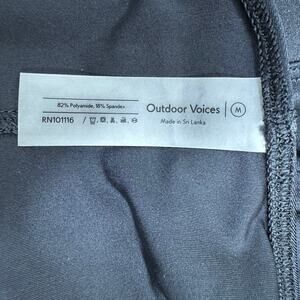 82% Polyamide, 18% Spandex
RN101116 /
Outdoor Voices | M
Made in Sri Lanka